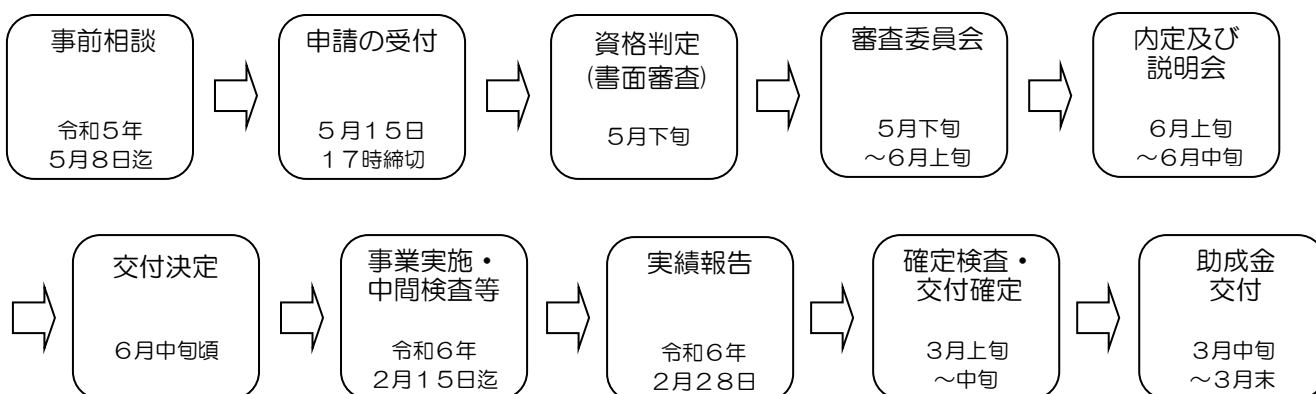 事前相談
令和５年
５月８日迄
申請の受付
５月１５日
１７時締切
資格判定
(書面審査)
５月下旬
審査委員会
５月下旬
～６月上旬
内定及び
説明会
６月上旬
～６月中旬
交付決定
６月中旬頃
事業実施・
中間検査等
令和６年
２月１５日迄
実績報告
令和６年
２月２８日
確定検査・
交付確定
３月上旬
～中旬
助成金
交付
３月中旬
～３月末